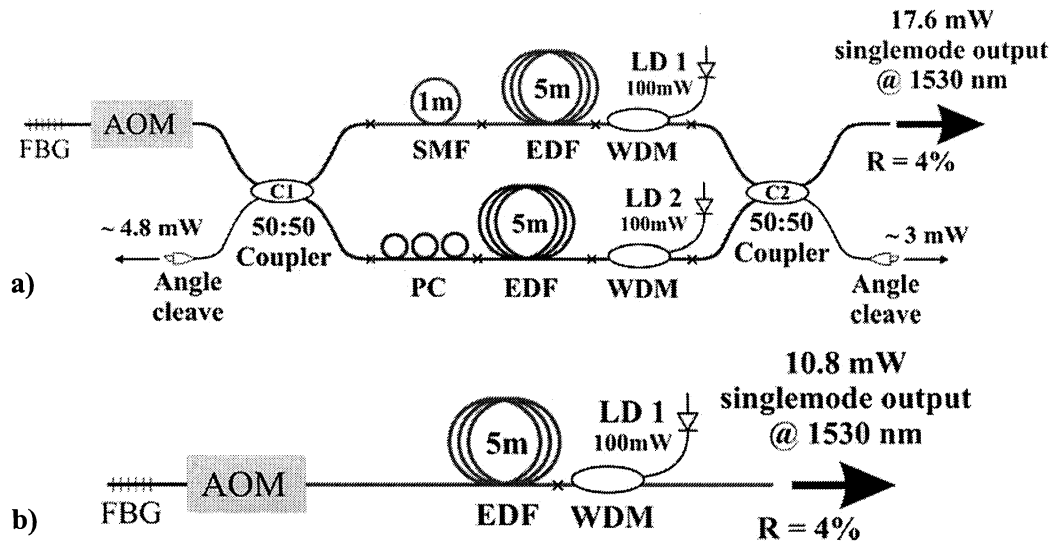 17.6 mW
singlemode output
@ 1530 nm
LD 1
100mW
1m
5m
AOM
FBG
SMF
EDF
WDM
R = 4%
C1
C2
~ 4.8 mW
50:50
Coupler
LD 2
100mW
5m
50:50
Coupler
~ 3 mW
a)
Angle
cleave
PC
EDF
WDM
Angle
cleave
10.8 mW
singlemode output
@ 1530 nm
LD 1
100mW
5m
AOM
b)
FBG
EDF
WDM
R = 4%